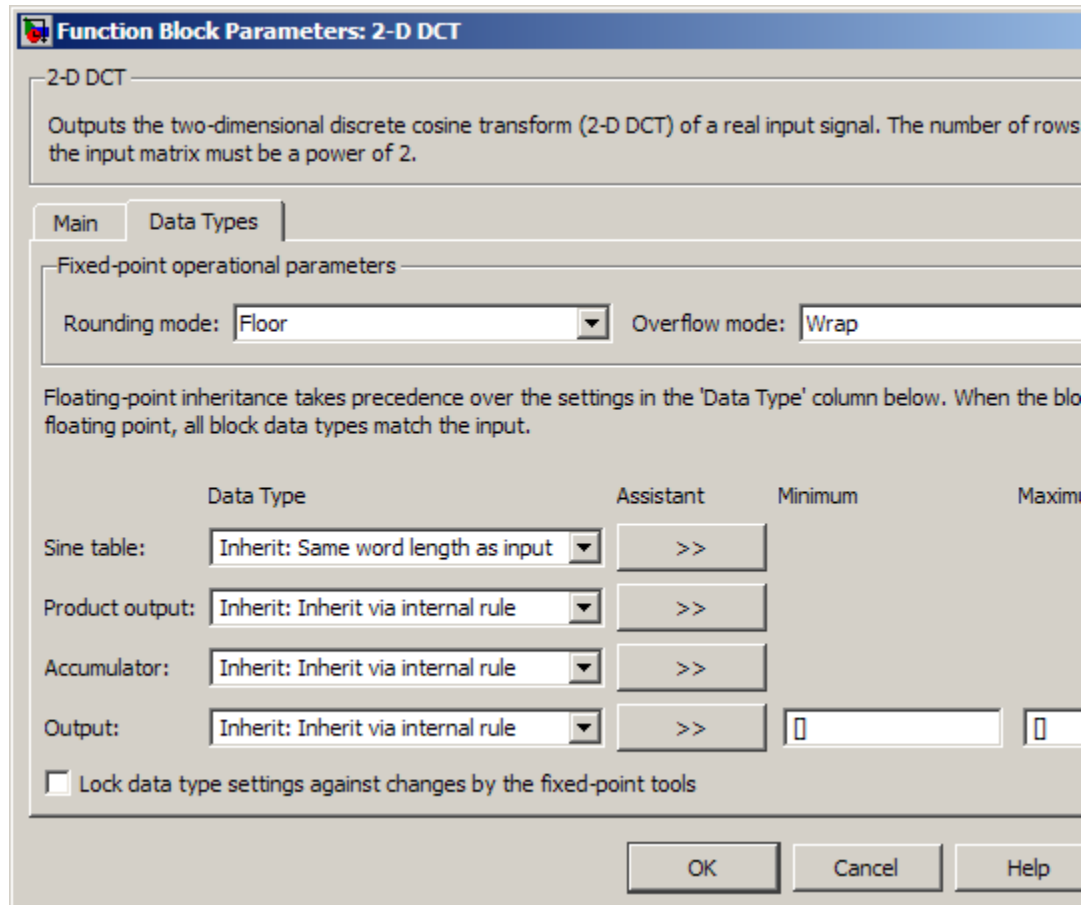 Function Block Parameters: 2-D DCT
2-D DCT
Outputs the two-dimensional discrete cosine transform (2-D DCT) of a real input signal. The number of rows
the input matrix must be a power of 2.
Main Data Types
Fixed-point operational parameters
Rounding mode: Floor Overflow mode: Wrap
Floating-point inheritance takes precedence over the settings in the 'Data Type' column below. When the blo
floating point, all block data types match the input.
Data Type Assistant Minimum Maximu
Sine table: Inherit: Same word length as input >>
Product output: Inherit: Inherit via internal rule >>
Accumulator: Inherit: Inherit via internal rule >>
Output: Inherit: Inherit via internal rule >> [] []
Lock data type settings against changes by the fixed-point tools
OK Cancel Help